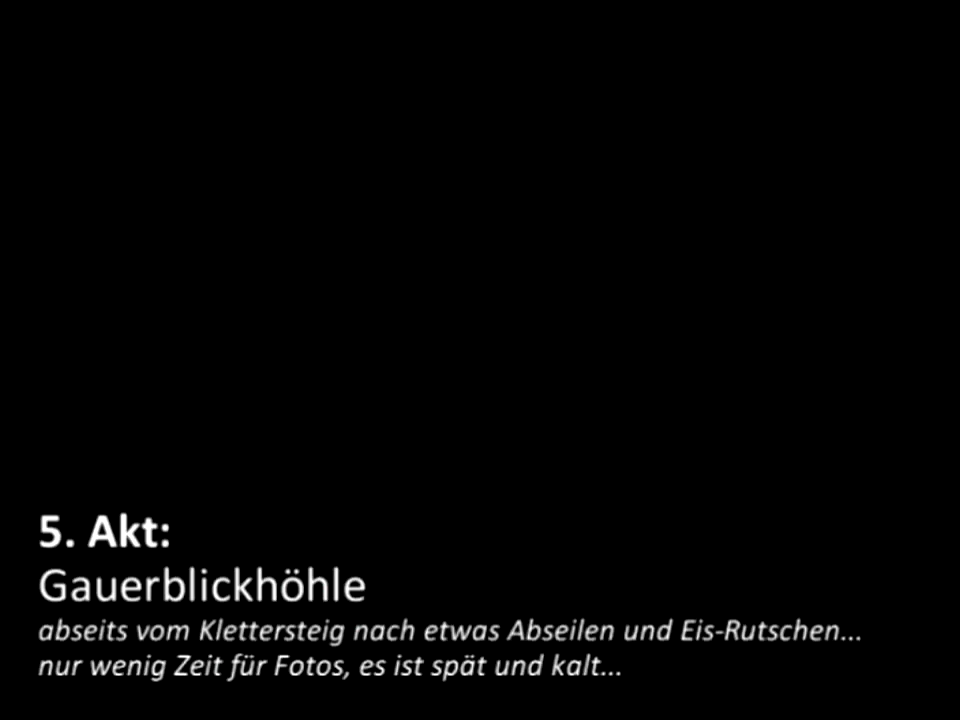 5. Akt:
Gauerblickhöhle
abseits vom Klettersteig nach etwas Abseilen und Eis-Rutschen...
nur wenig Zeit für Fotos, es ist spät und kalt...